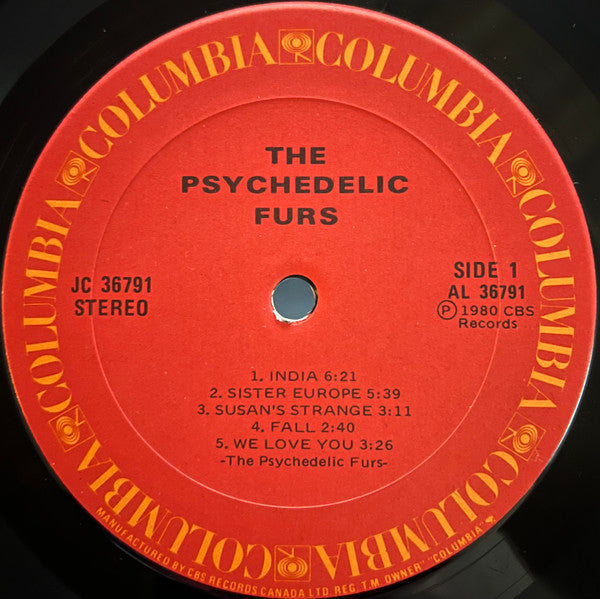 COLUMBIA COLUMBIA COLUMBIA COLUMBIA COLUMBIA COLUMBIA COLUMBIA COLUMBIA
THE
PSYCHEDELIC
FURS
JC 36791
STEREO
SIDE 1
AL 36791
Ⓟ 1980 CBS
Records
1. INDIA 6:21
2. SISTER EUROPE 5:39
3. SUSAN'S STRANGE 3:11
4. FALL 2:40
5. WE LOVE YOU 3:26
-The Psychedelic Furs-
MANUFACTURED BY CBS RECORDS CANADA LTD. REG. T.M. OWNER "COLUMBIA"